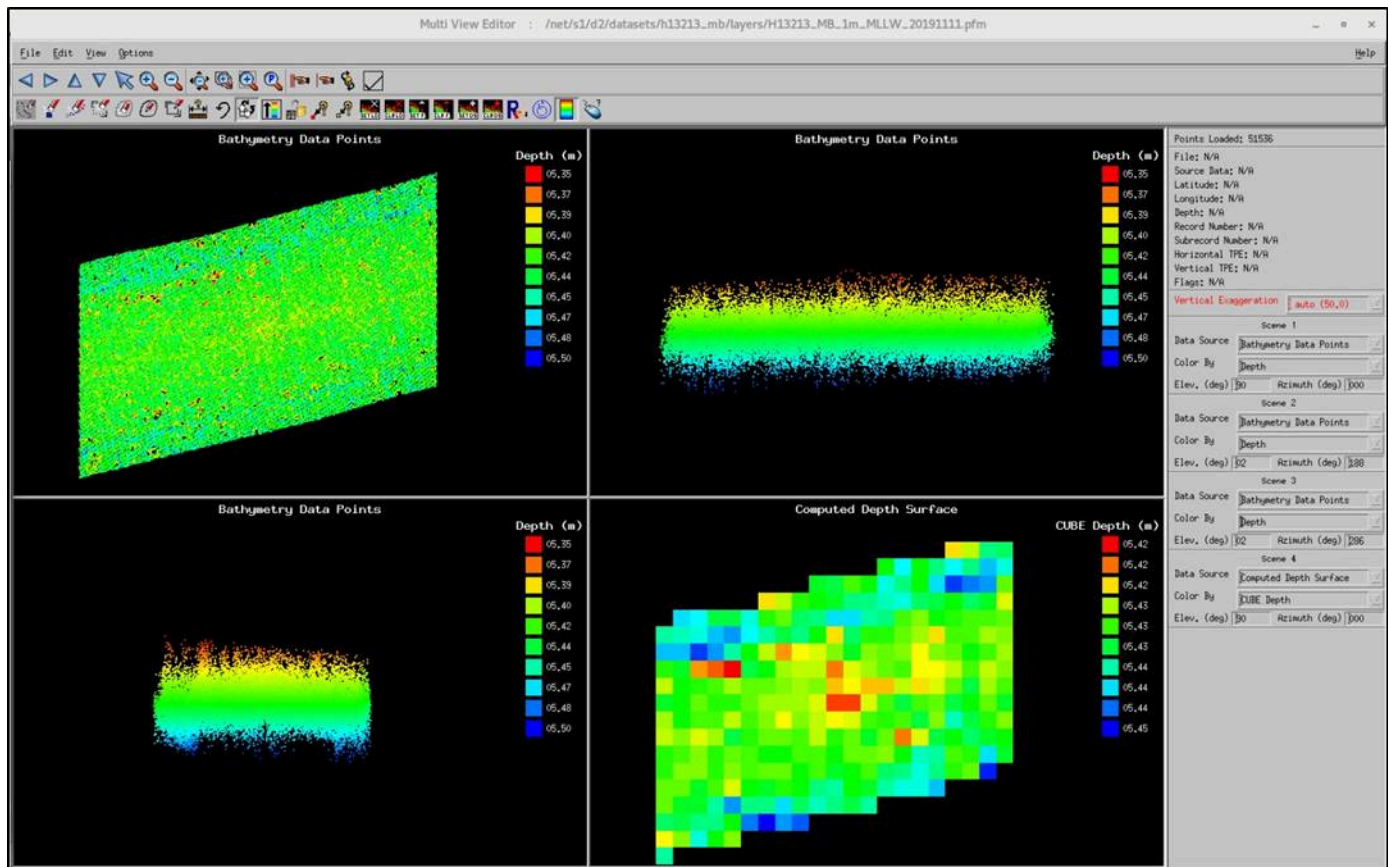 Multi View Editor : /net/s1/d2/datasets/h13213_mb/layers/H13213_MB_1m_MLLW_20191111.pfm
File Edit View Options Help
Bathymetry Data Points
Depth (m)
05.35
05.37
05.39
05.40
05.42
05.44
05.45
05.47
05.48
05.50
Bathymetry Data Points
Depth (m)
05.35
05.37
05.39
05.40
05.42
05.44
05.45
05.47
05.48
05.50
Bathymetry Data Points
Depth (m)
05.35
05.37
05.39
05.40
05.42
05.44
05.45
05.47
05.48
05.50
Computed Depth Surface
CUBE Depth (m)
05.42
05.42
05.42
05.43
05.43
05.43
05.44
05.44
05.44
05.45
Points Loaded: 51536
File: N/A
Source Data: N/A
Latitude: N/A
Longitude: N/A
Depth: N/A
Record Number: N/A
Subrecord Number: N/A
Horizontal TPE: N/A
Vertical TPE: N/A
Flags: N/A
Vertical Exaggeration auto (50.0)
Scene 1
Data Source Bathymetry Data Points
Color By Depth
Elev. (deg) 90 Azimuth (deg) 000
Scene 2
Data Source Bathymetry Data Points
Color By Depth
Elev. (deg) 02 Azimuth (deg) 188
Scene 3
Data Source Bathymetry Data Points
Color By Depth
Elev. (deg) 02 Azimuth (deg) 286
Scene 4
Data Source Computed Depth Surface
Color By CUBE Depth
Elev. (deg) 90 Azimuth (deg) 000